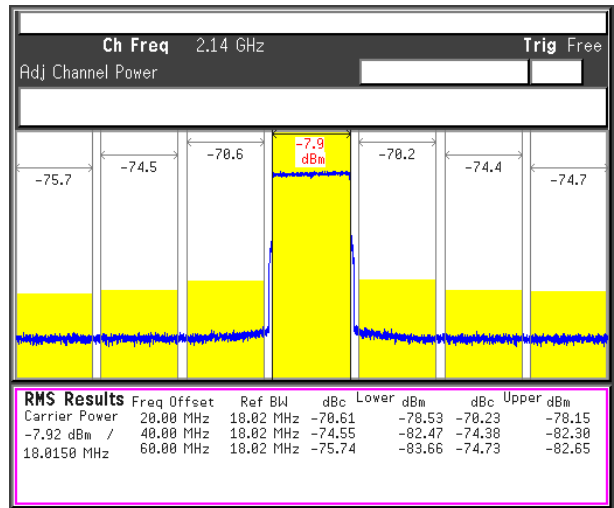 Ch Freq 2.14 GHz Trig Free
Adj Channel Power
-75.7 -74.5 -70.6 -7.9 dBm -70.2 -74.4 -74.7
RMS Results Freq Offset Ref BW dBc Lower dBm dBc Upper dBm
Carrier Power 20.00 MHz 18.02 MHz -70.61 -78.53 -70.23 -78.15
-7.92 dBm / 40.00 MHz 18.02 MHz -74.55 -82.47 -74.38 -82.30
18.0150 MHz 60.00 MHz 18.02 MHz -75.74 -83.66 -74.73 -82.65